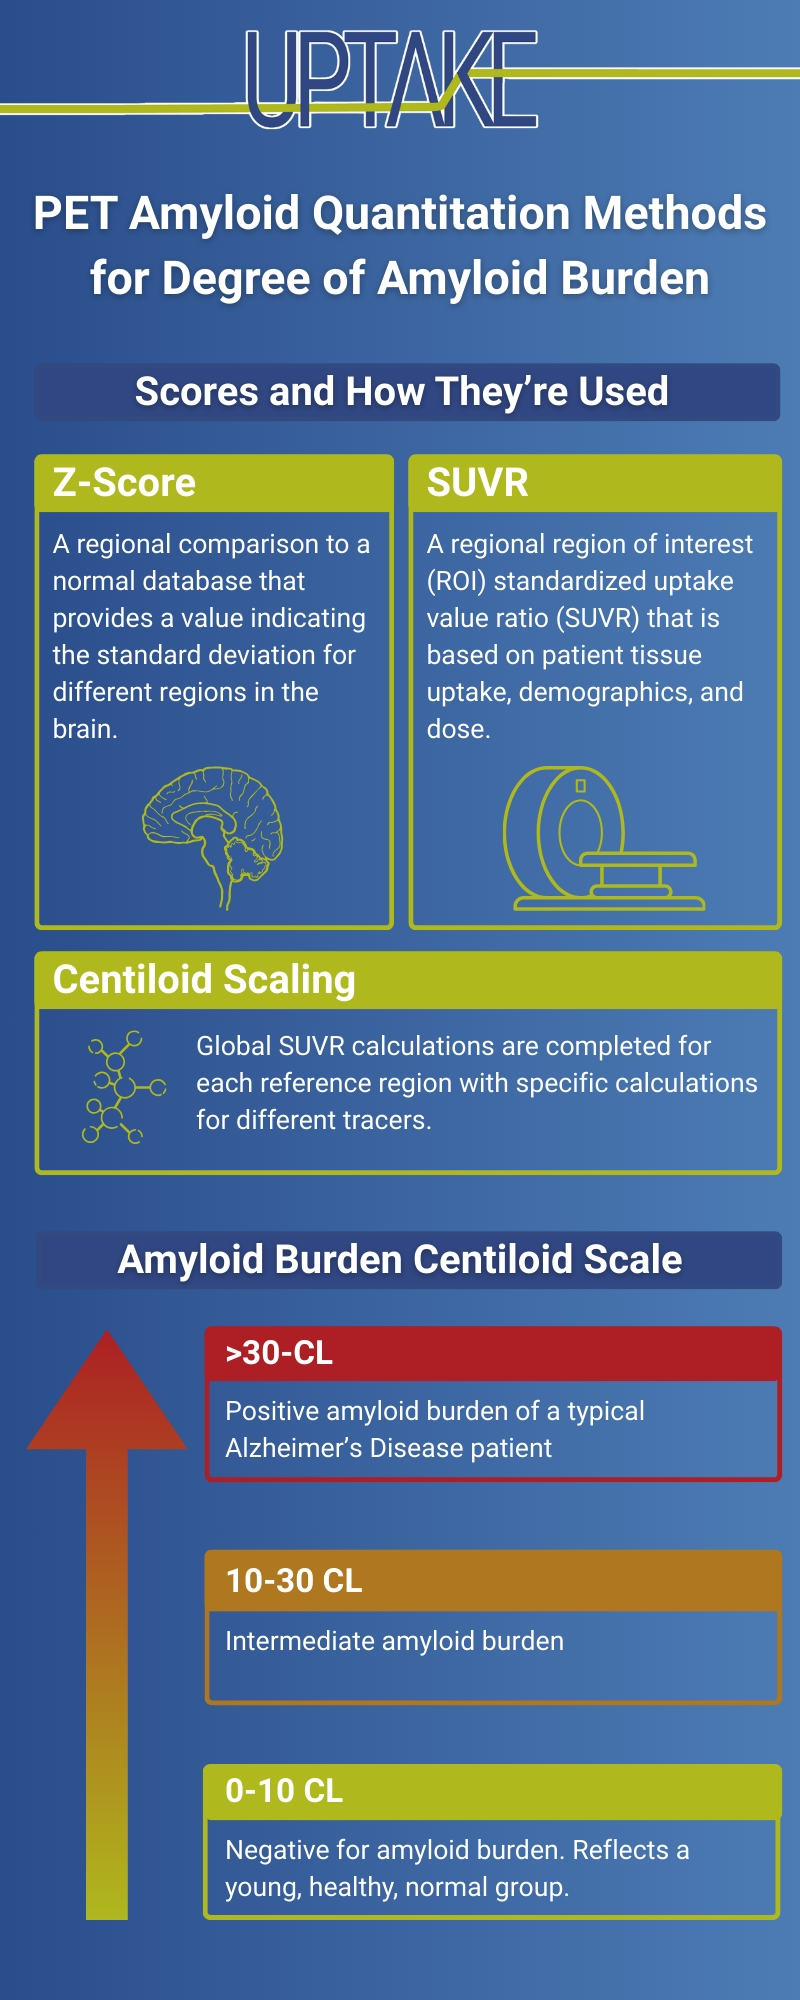 UPTAKE
PET Amyloid Quantitation Methods
for Degree of Amyloid Burden
Scores and How They’re Used
Z-Score
A regional comparison to a
normal database that
provides a value indicating
the standard deviation for
different regions in the
brain.
SUVR
A regional region of interest
(ROI) standardized uptake
value ratio (SUVR) that is
based on patient tissue
uptake, demographics, and
dose.
Centiloid Scaling
Global SUVR calculations are completed for
each reference region with specific calculations
for different tracers.
Amyloid Burden Centiloid Scale
>30-CL
Positive amyloid burden of a typical
Alzheimer’s Disease patient
10-30 CL
Intermediate amyloid burden
0-10 CL
Negative for amyloid burden. Reflects a
young, healthy, normal group.